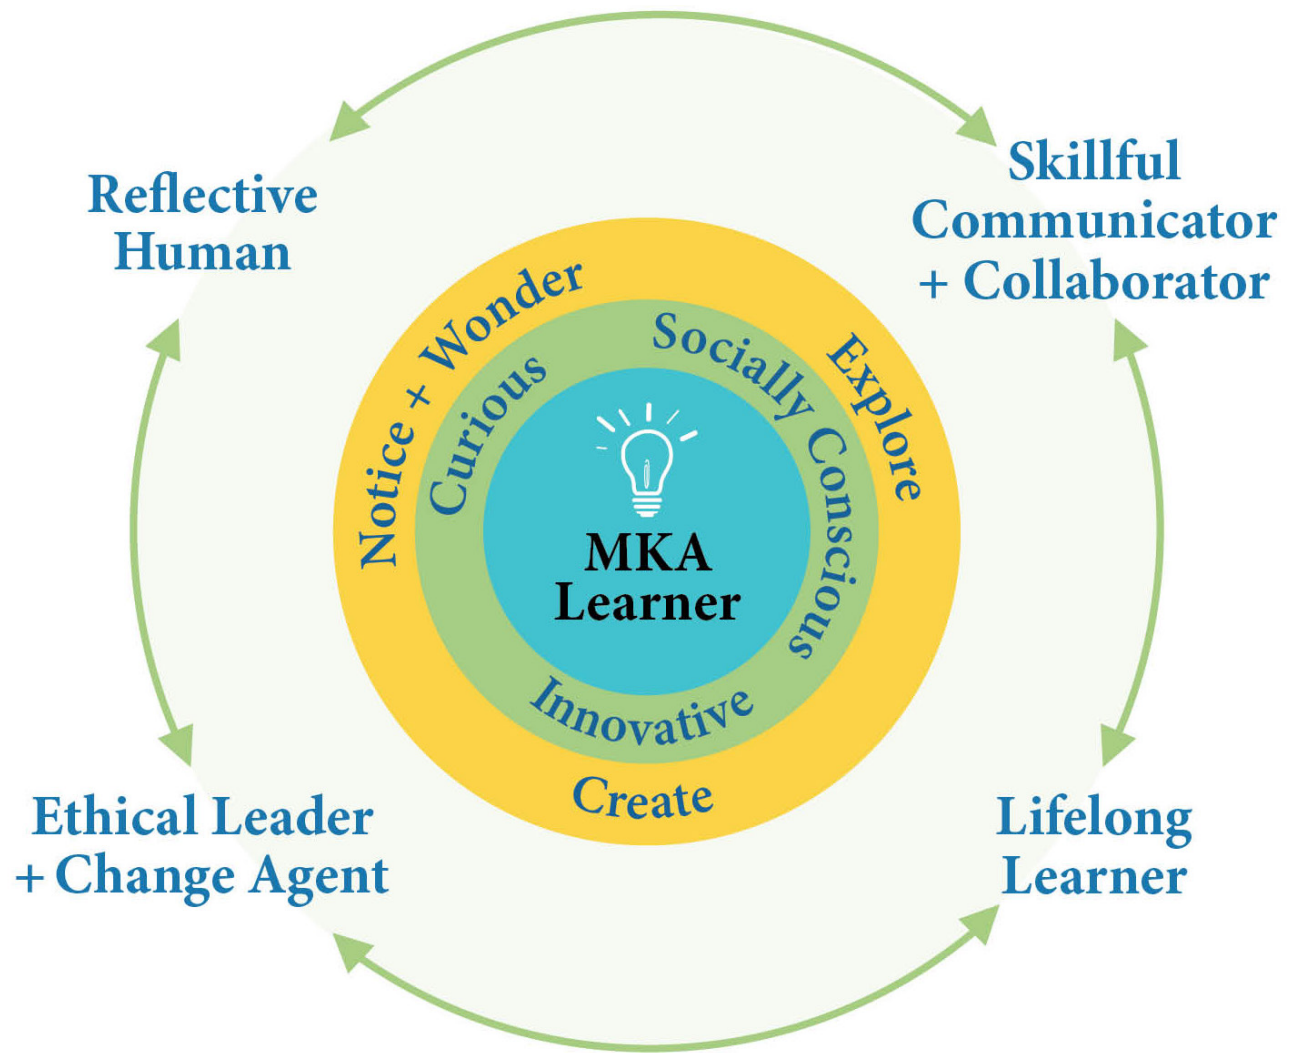 Reflective
Human
Skillful
Communicator
+ Collaborator
Notice + Wonder
Explore
Create
Curious
Socially Conscious
Innovative
MKA
Learner
Ethical Leader
+ Change Agent
Lifelong
Learner